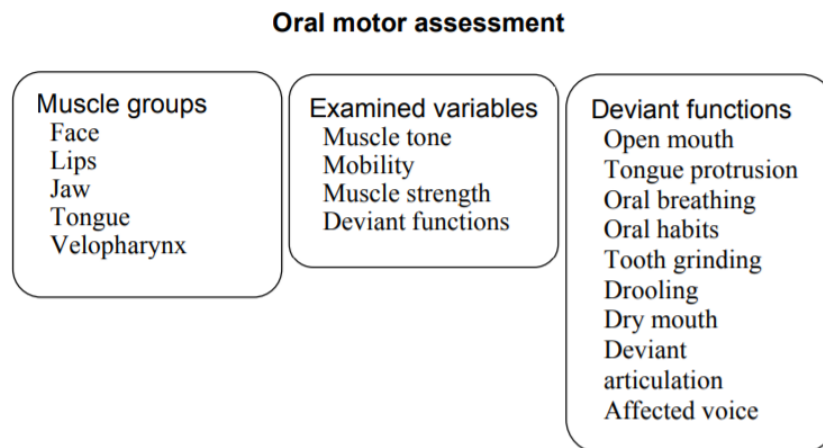 Oral motor assessment
Muscle groups
Face
Lips
Jaw
Tongue
Velopharynx
Examined variables
Muscle tone
Mobility
Muscle strength
Deviant functions
Deviant functions
Open mouth
Tongue protrusion
Oral breathing
Oral habits
Tooth grinding
Drooling
Dry mouth
Deviant
articulation
Affected voice